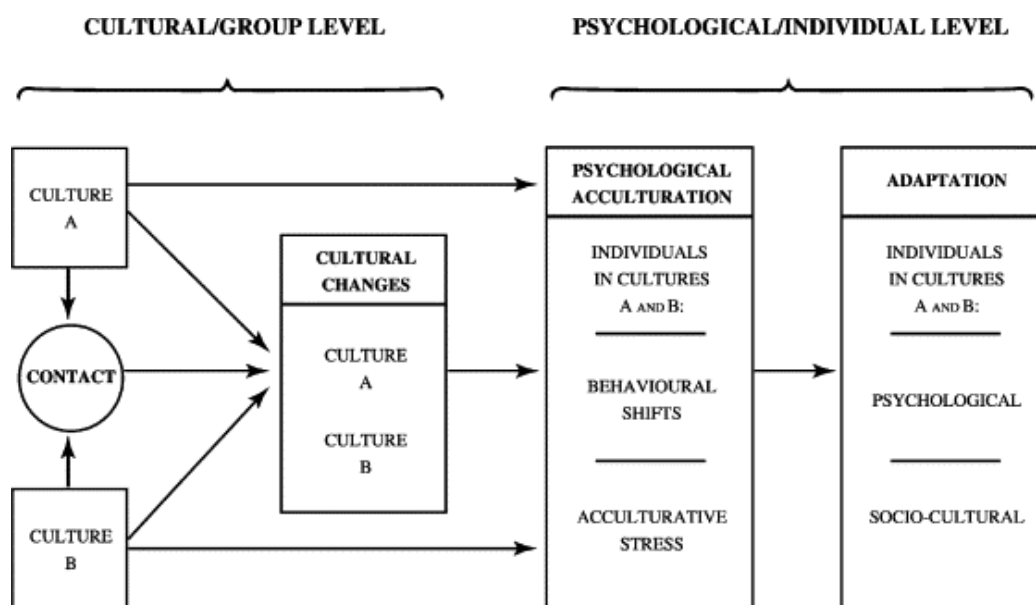 CULTURAL/GROUP LEVEL
PSYCHOLOGICAL/INDIVIDUAL LEVEL
CULTURE
A
CONTACT
CULTURE
B
CULTURAL
CHANGES
CULTURE
A
CULTURE
B
PSYCHOLOGICAL
ACCULTURATION
INDIVIDUALS
IN CULTURES
A AND B:
BEHAVIOURAL
SHIFTS
ACCULTURATIVE
STRESS
ADAPTATION
INDIVIDUALS
IN CULTURES
A AND B:
PSYCHOLOGICAL
SOCIO-CULTURAL